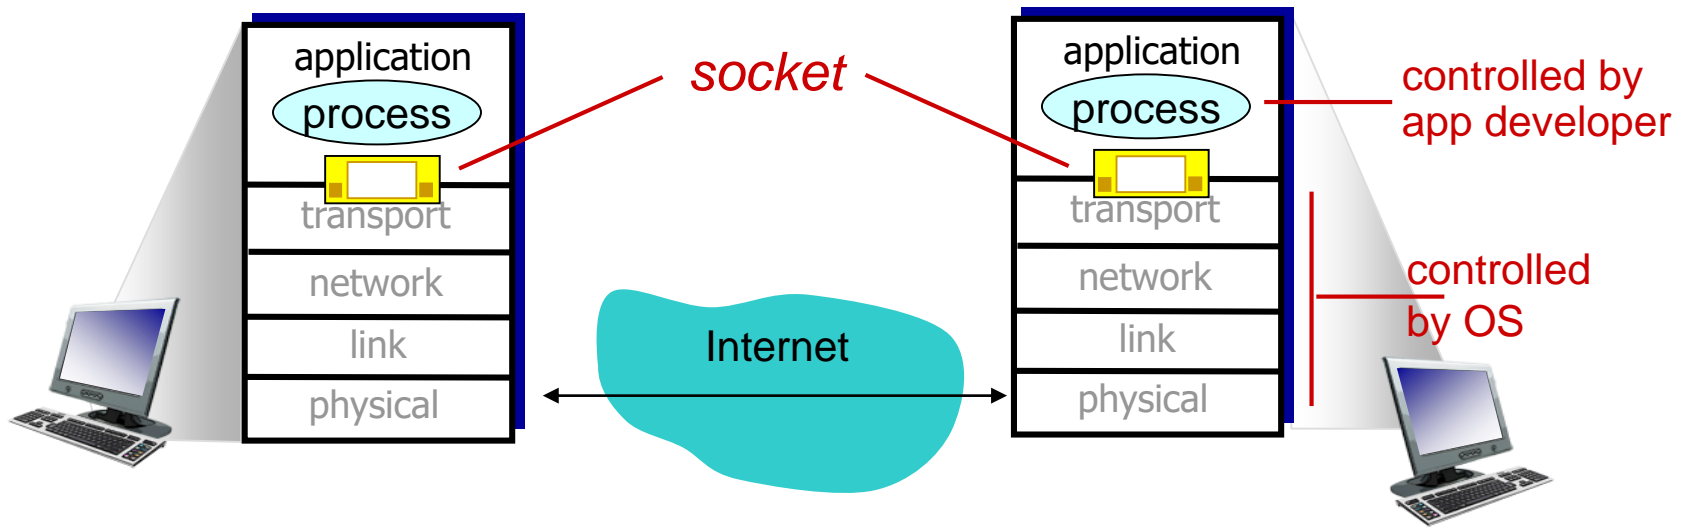 application
process
transport
network
link
physical
socket
Internet
application
process
transport
network
link
physical
controlled by
app developer
controlled
by OS